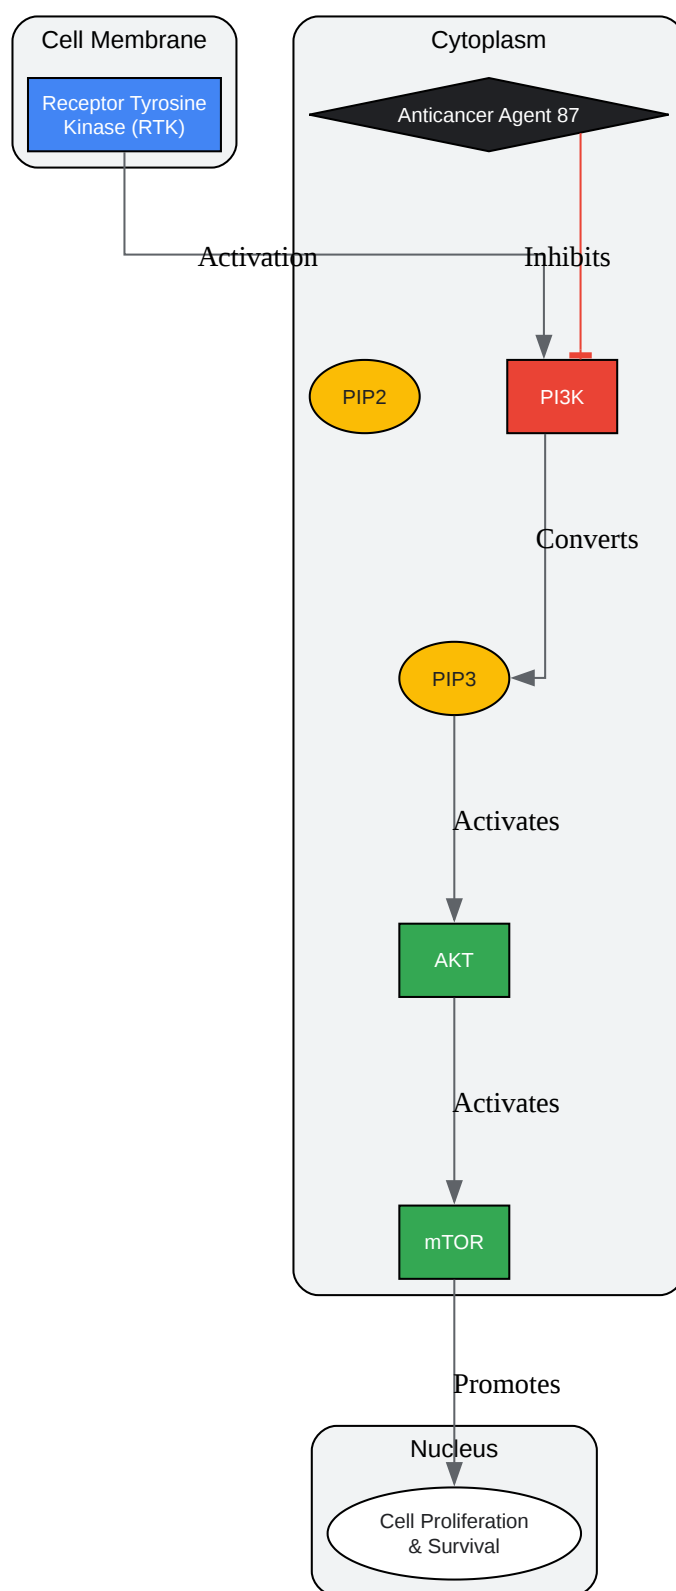 Cell Membrane
Cytoplasm
Receptor Tyrosine
Kinase (RTK)
Anticancer Agent 87
Activation
Inhibits
PIP2
PI3K
Converts
PIP3
Activates
AKT
Activates
mTOR
Promotes
Nucleus
Cell Proliferation
& Survival